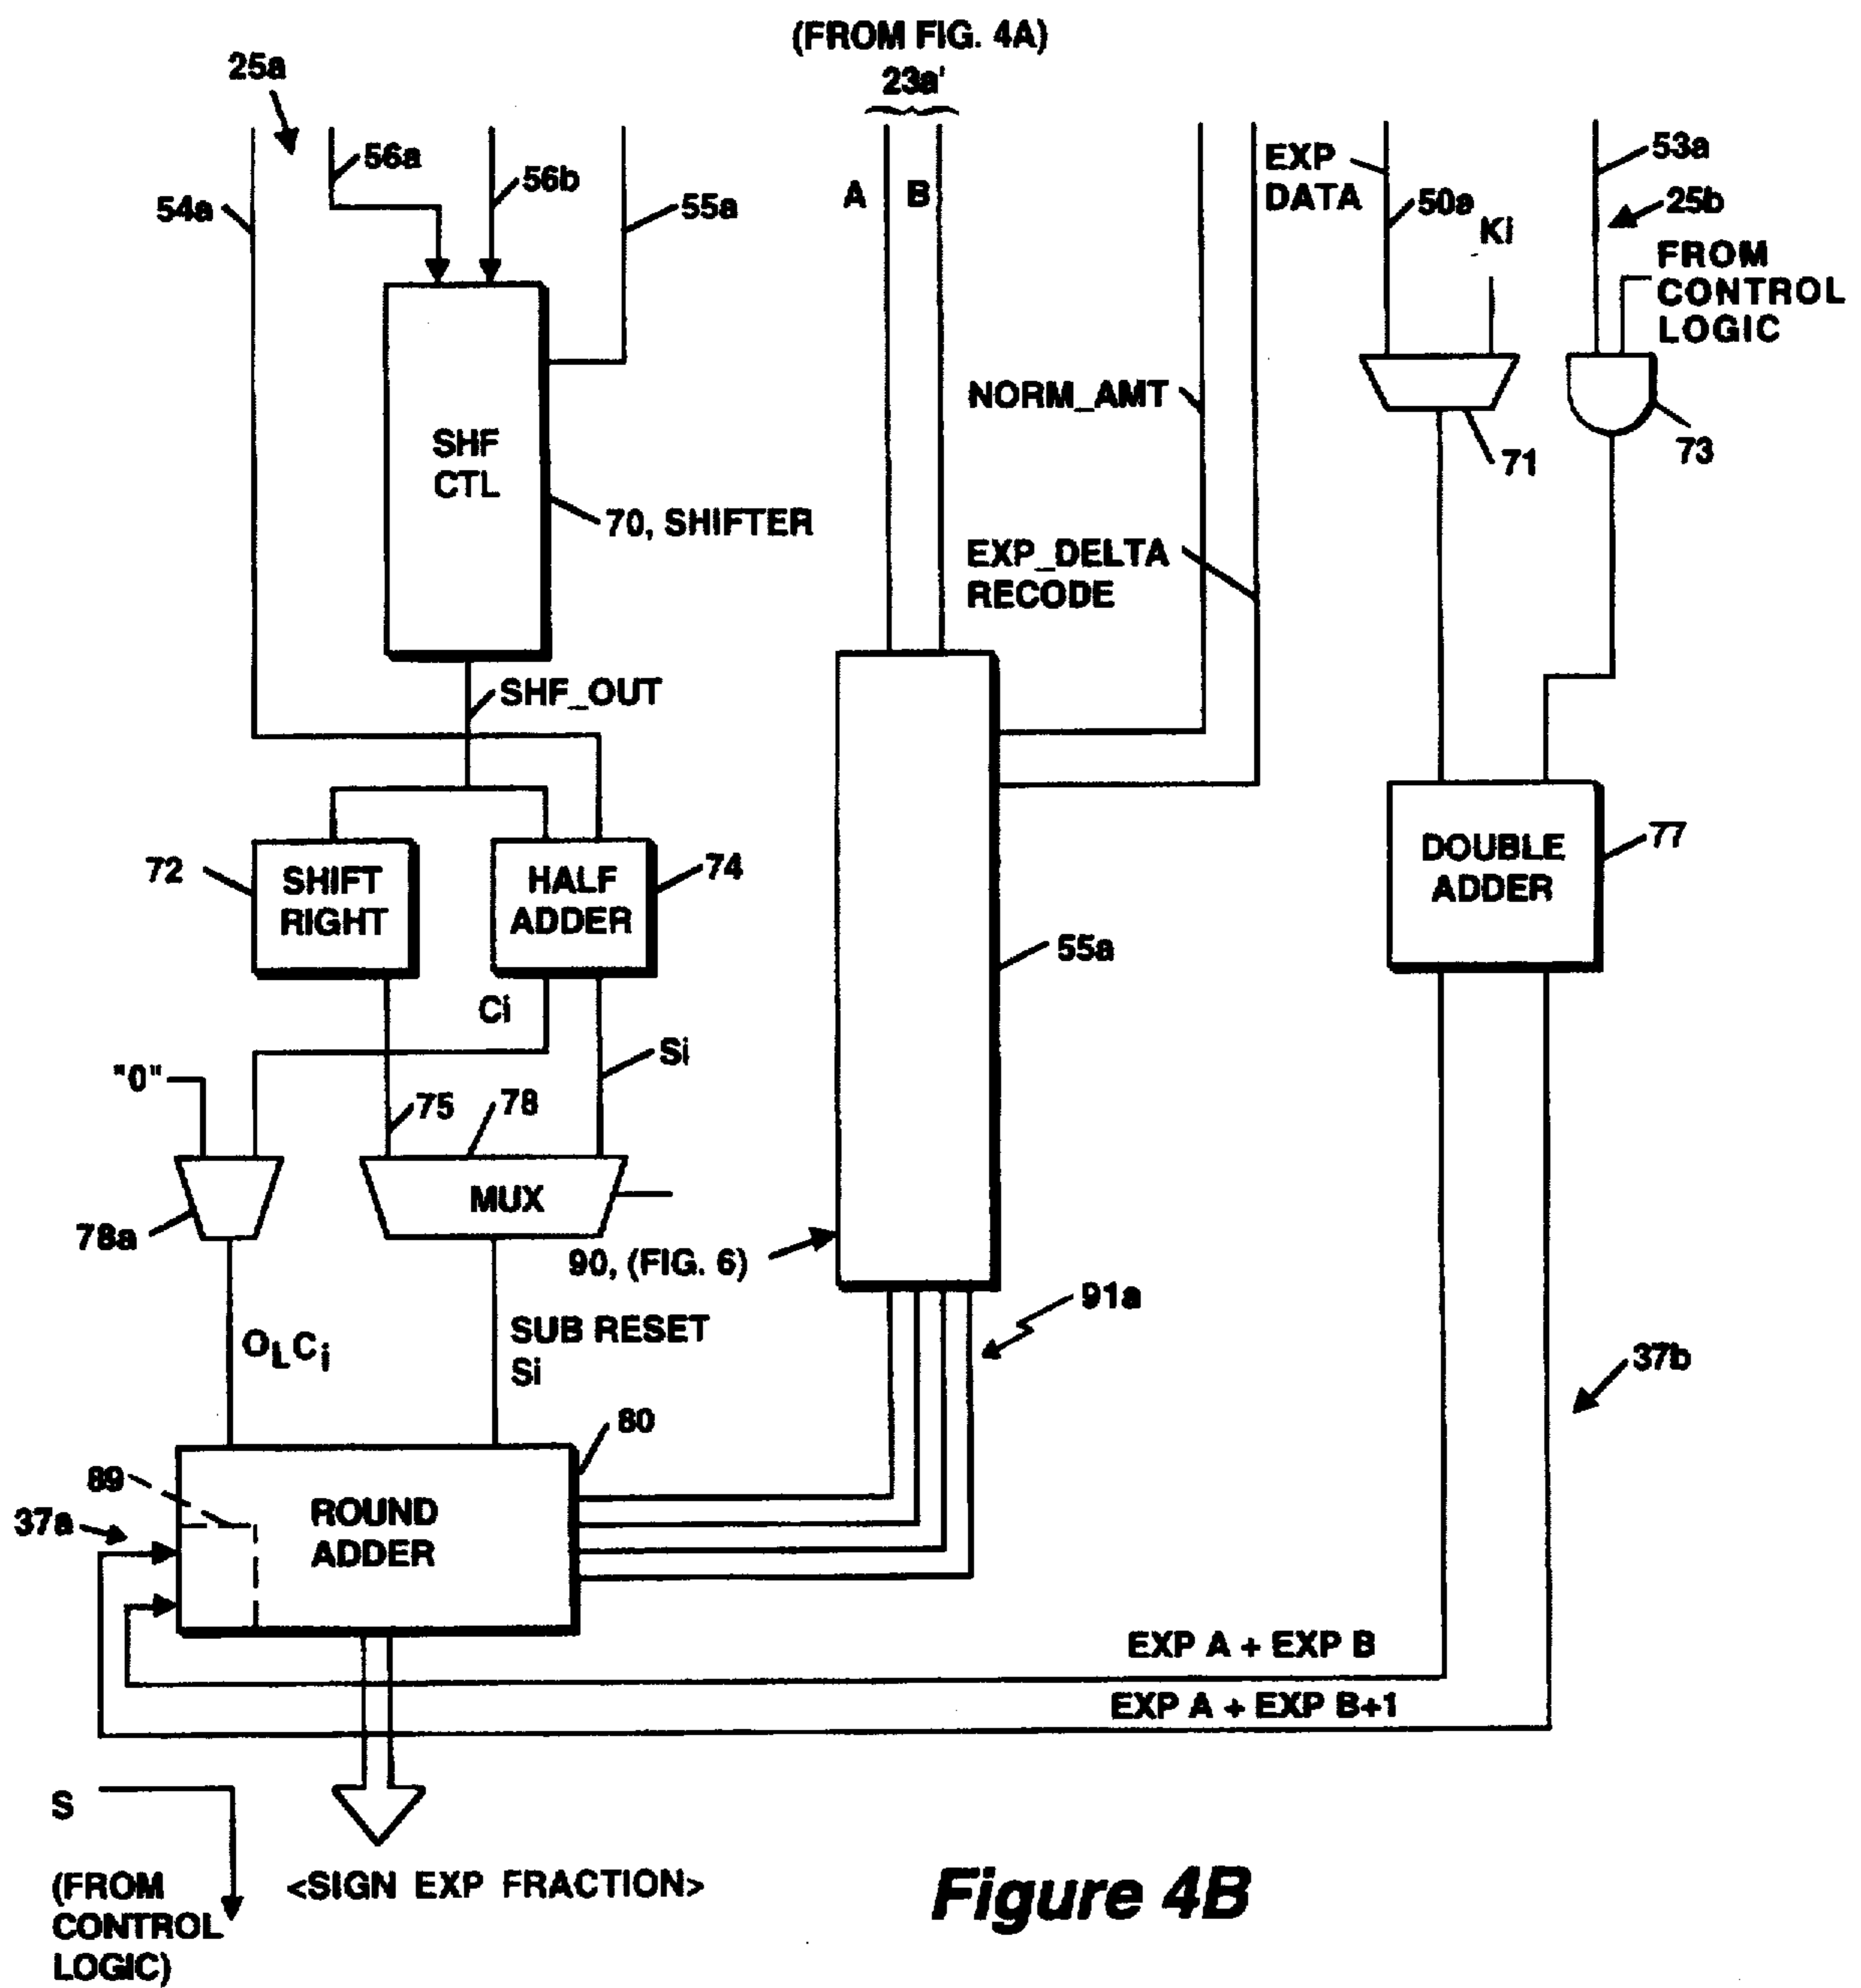 (FROM FIG. 4A)
23a'
25a
56a
56b
54a
55a
A
B
EXP
DATA
50a
Ki
53a
25b
FROM
CONTROL
LOGIC
SHF
CTL
70, SHIFTER
NORM_AMT
71
73
EXP_DELTA
RECODE
SHF_OUT
72
SHIFT
RIGHT
HALF
ADDER
74
DOUBLE
ADDER
77
55a
Ci
Si
"0"
75
78
MUX
78a
90, (FIG. 6)
91a
OLCi
SUB RESET
Si
37b
80
89
37a
ROUND
ADDER
EXP A + EXP B
EXP A + EXP B+1
S
(FROM
CONTROL
LOGIC)
<SIGN EXP FRACTION>
Figure 4B